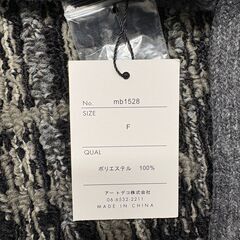 No. mb1528
SIZE
F
QUAL
ポリエステル 100%
アートデコ株式会社
06.6532-2211
MADE IN CHINA